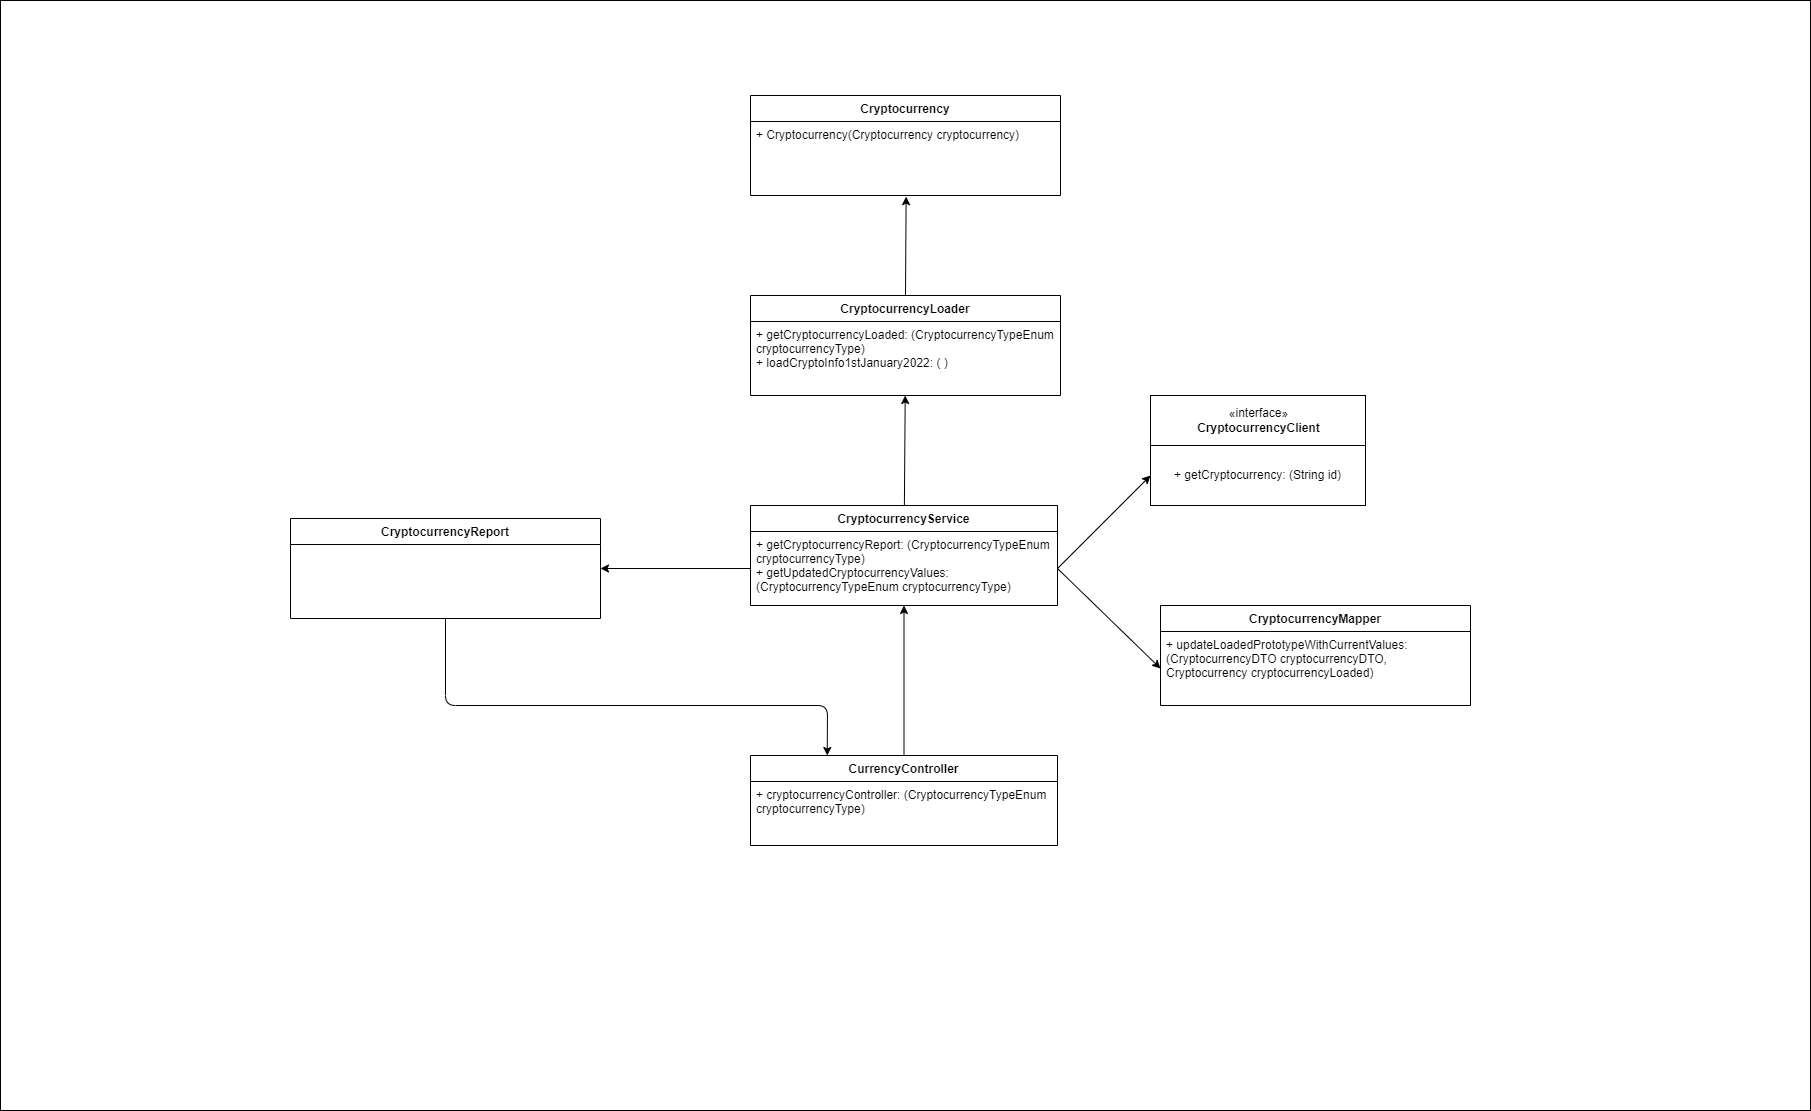 Cryptocurrency
+ Cryptocurrency(Cryptocurrency cryptocurrency)
CryptocurrencyLoader
+ getCryptocurrencyLoaded: (CryptocurrencyTypeEnum
cryptocurrencyType)
+ loadCryptoInfo1stJanuary2022: ( )
«interface»
CryptocurrencyClient
+ getCryptocurrency: (String id)
CryptocurrencyReport
CryptocurrencyService
+ getCryptocurrencyReport: (CryptocurrencyTypeEnum
cryptocurrencyType)
+ getUpdatedCryptocurrencyValues:
(CryptocurrencyTypeEnum cryptocurrencyType)
CryptocurrencyMapper
+ updateLoadedPrototypeWithCurrentValues:
(CryptocurrencyDTO cryptocurrencyDTO,
Cryptocurrency cryptocurrencyLoaded)
CurrencyController
+ cryptocurrencyController: (CryptocurrencyTypeEnum
cryptocurrencyType)